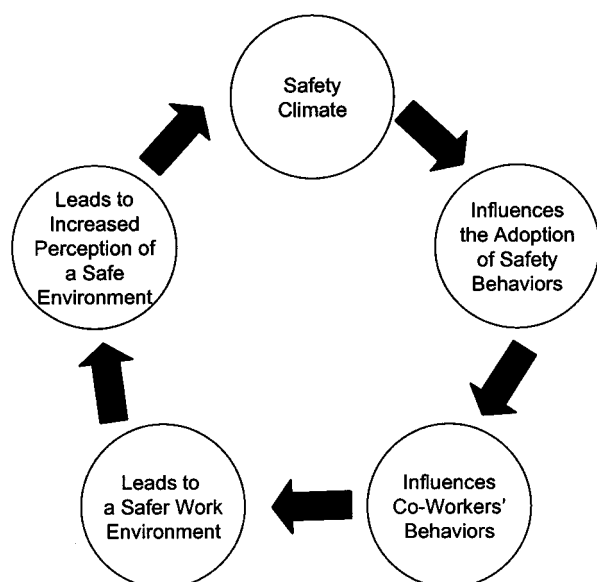 Safety
Climate
Influences
the Adoption
of Safety
Behaviors
Influences
Co-Workers'
Behaviors
Leads to
a Safer Work
Environment
Leads to
Increased
Perception of
a Safe
Environment